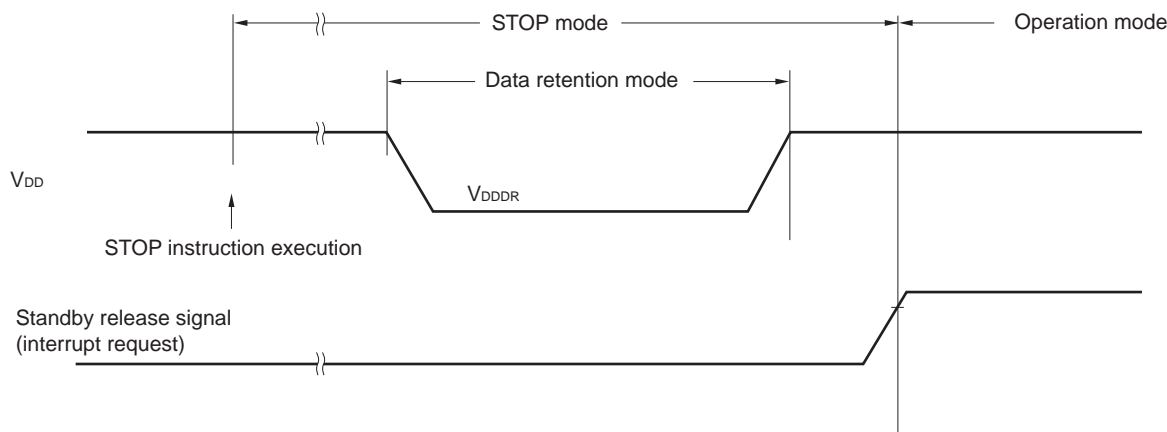 STOP mode
Operation mode
Data retention mode
VDD
VDDDR
STOP instruction execution
Standby release signal
(interrupt request)